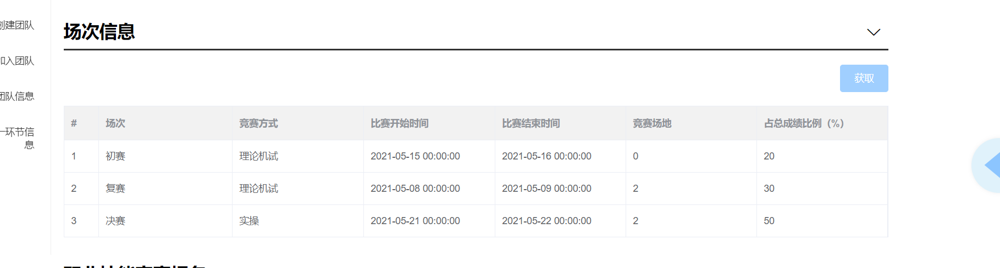 创建团队
加入团队
团队信息
一环节信
息
场次信息
获取
# 场次 竞赛方式 比赛开始时间 比赛结束时间 竞赛场地 占总成绩比例（%）
1 初赛 理论机试 2021-05-15 00:00:00 2021-05-16 00:00:00 0 20
2 复赛 理论机试 2021-05-08 00:00:00 2021-05-09 00:00:00 2 30
3 决赛 实操 2021-05-21 00:00:00 2021-05-22 00:00:00 2 50